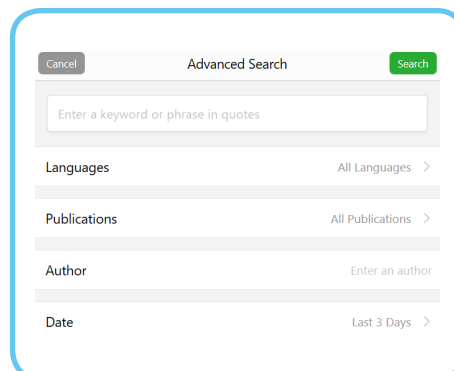 Cancel Advanced Search Search
Enter a keyword or phrase in quotes
Languages All Languages
Publications All Publications
Author Enter an author
Date Last 3 Days